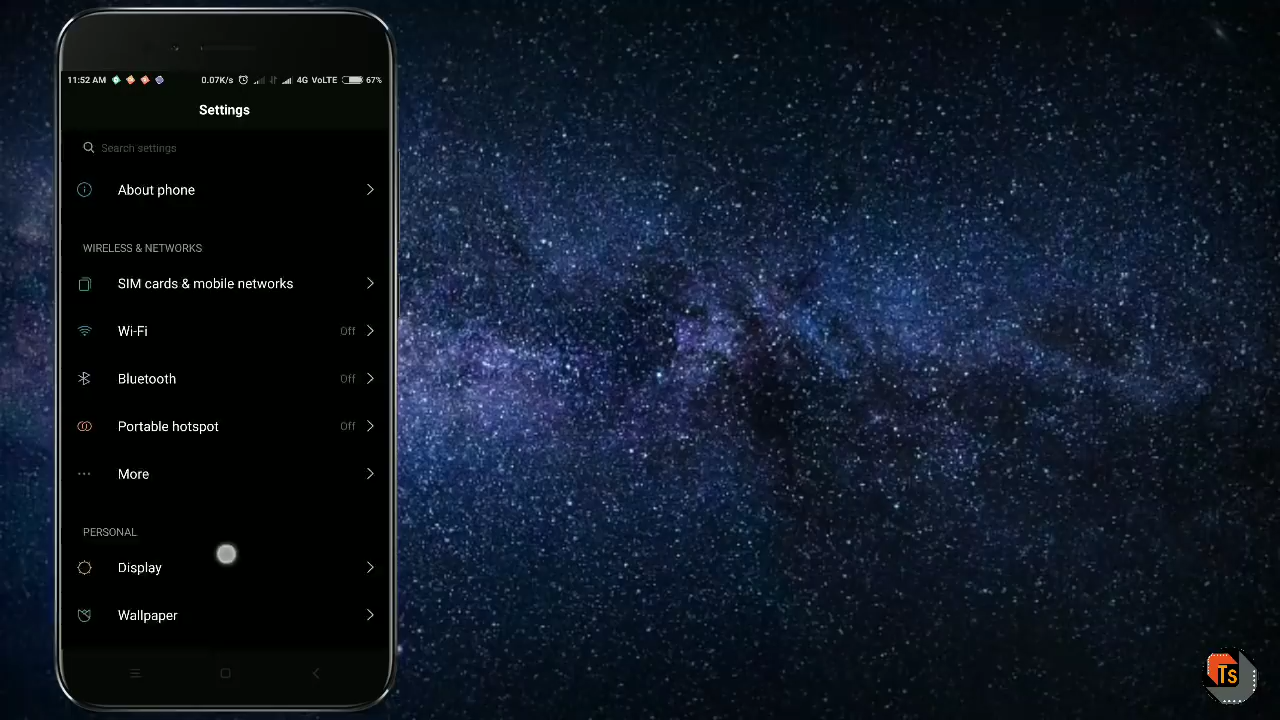 11:52 AM 0.07K/s 4G VoLTE 67%
Settings
Search settings
About phone
WIRELESS & NETWORKS
SIM cards & mobile networks
Wi-Fi Off
Bluetooth Off
Portable hotspot Off
More
PERSONAL
Display
Wallpaper
Ts